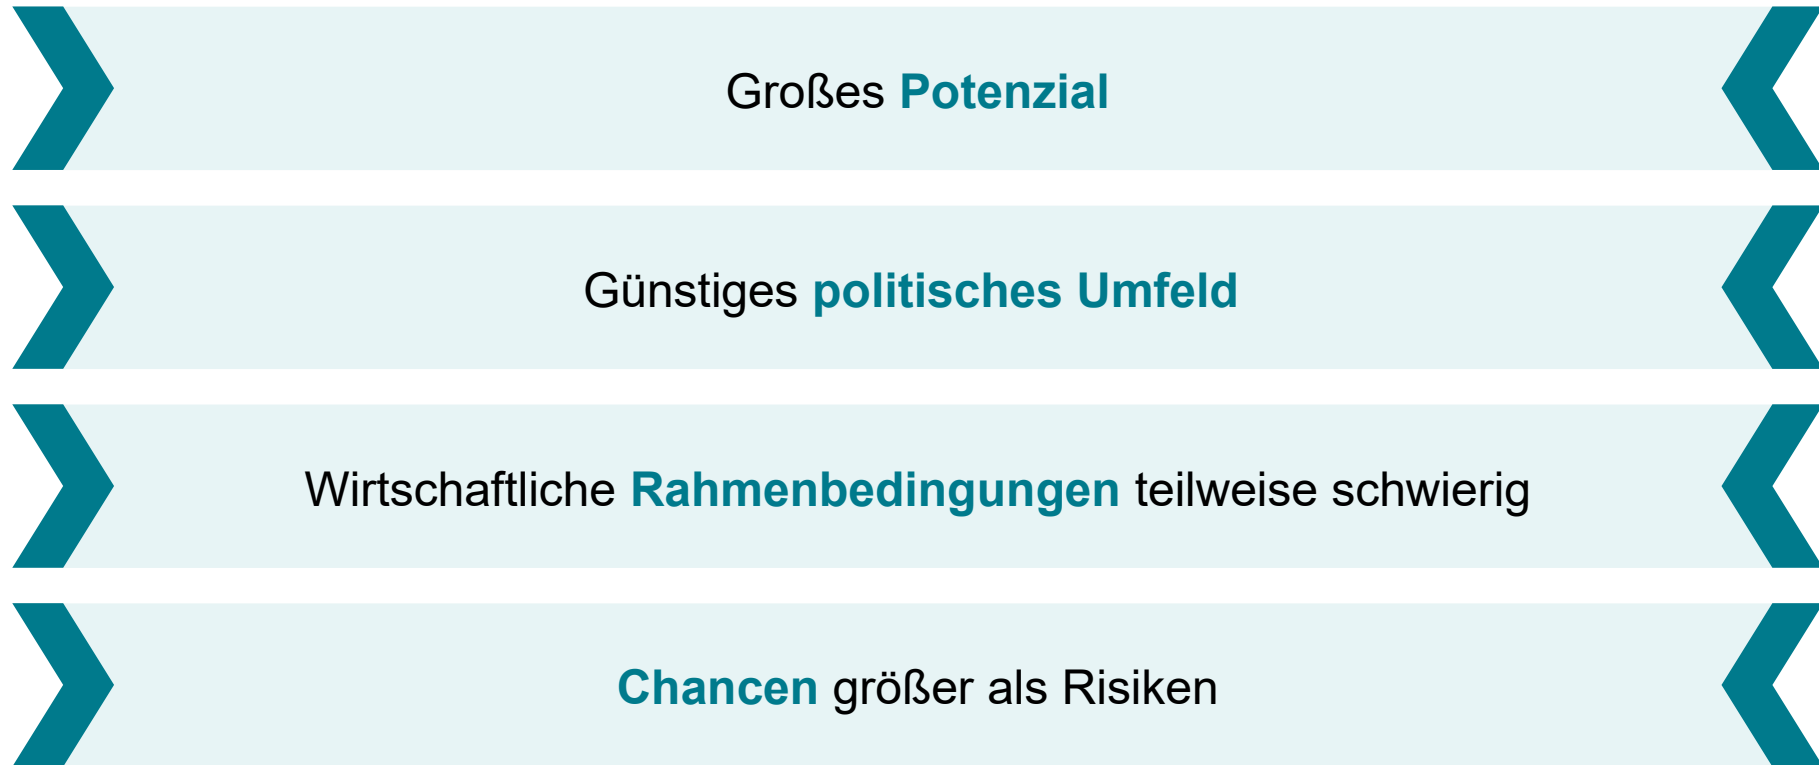 Großes Potenzial
Günstiges politisches Umfeld
Wirtschaftliche Rahmenbedingungen teilweise schwierig
Chancen größer als Risiken